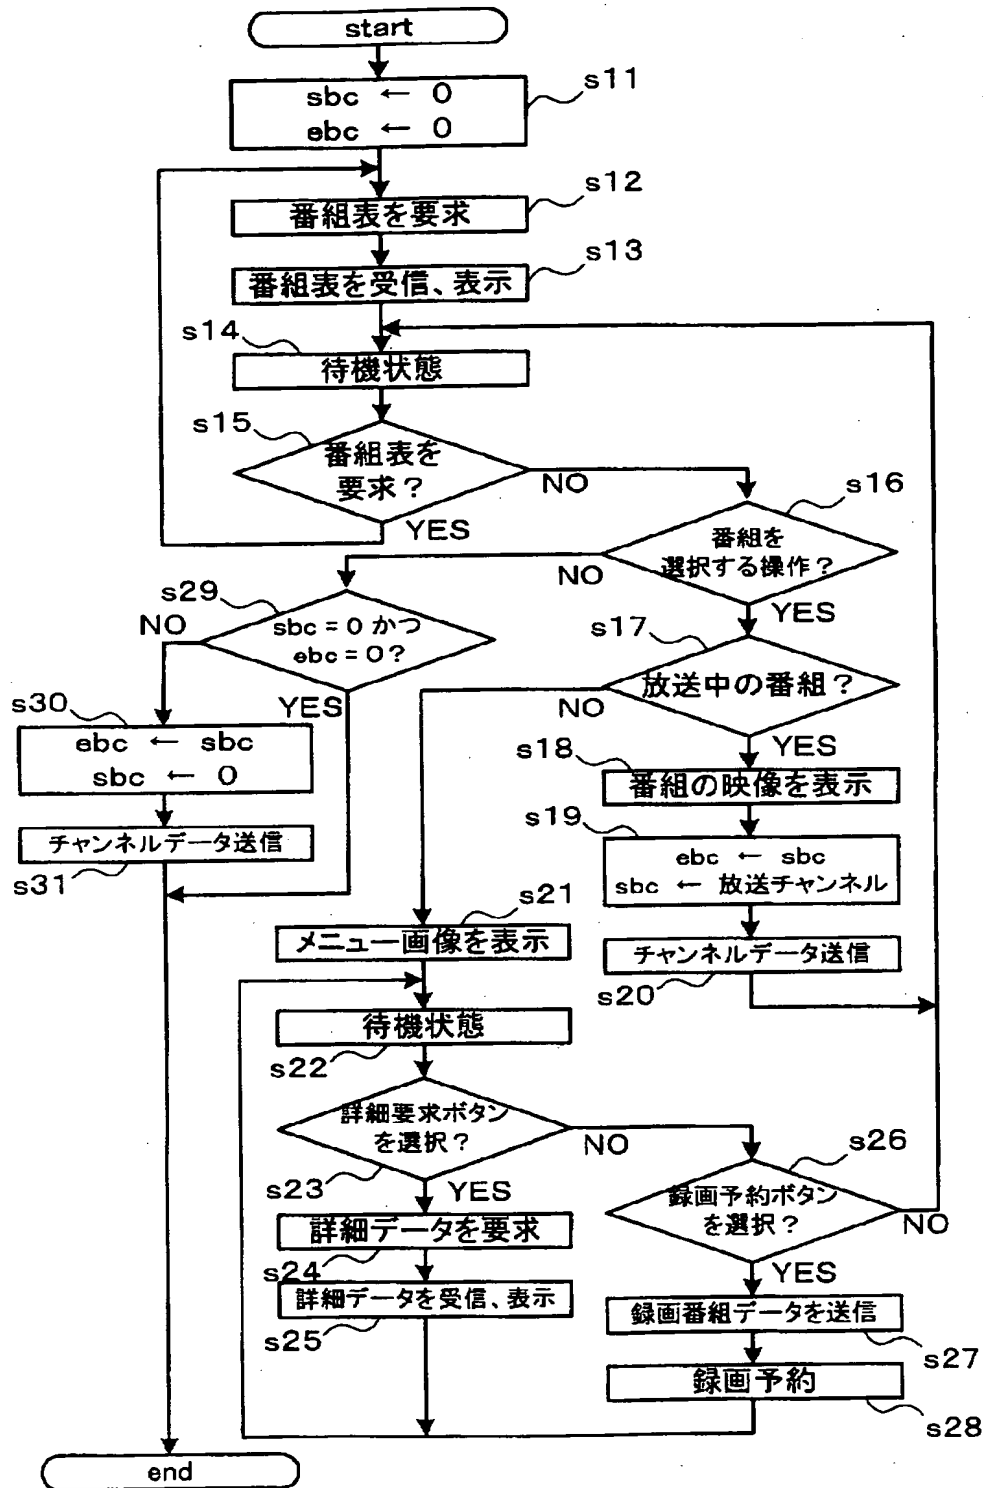 start
s11
sbc ← 0
ebc ← 0
s12
番組表を要求
s13
番組表を受信、表示
s14
待機状態
s15
番組表を
要求？
NO
YES
s16
番組を
選択する操作？
NO
YES
s29
sbc = 0 かつ
ebc = 0？
NO
YES
s17
放送中の番組？
NO
YES
s30
ebc ← sbc
sbc ← 0
s18
番組の映像を表示
s19
ebc ← sbc
sbc ← 放送チャンネル
チャンネルデータ送信
s31
s21
メニュー画像を表示
チャンネルデータ送信
s20
待機状態
s22
詳細要求ボタン
を選択？
NO
s23
YES
s26
録画予約ボタン
を選択？
NO
YES
詳細データを要求
s24
詳細データを受信、表示
s25
録画番組データを送信
s27
録画予約
s28
end